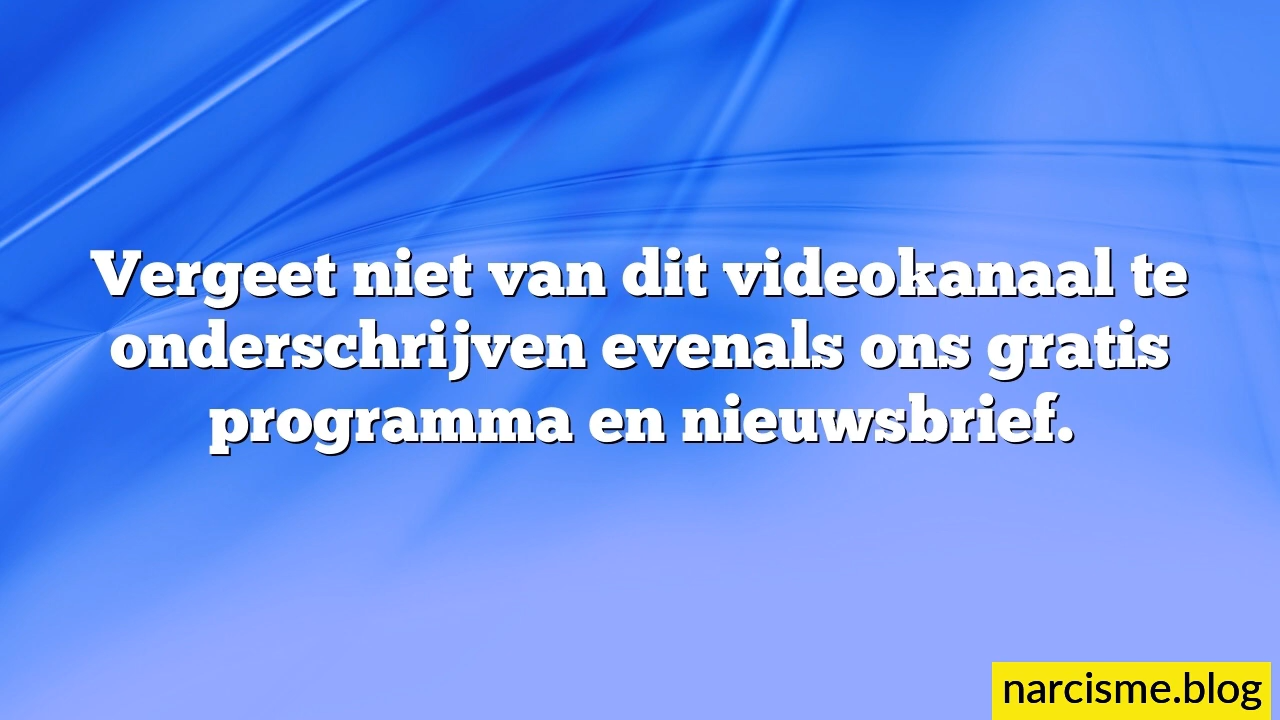 Vergeet niet van dit videokanaal te
onderschrijven evenals ons gratis
programma en nieuwsbrief.
narcisme.blog